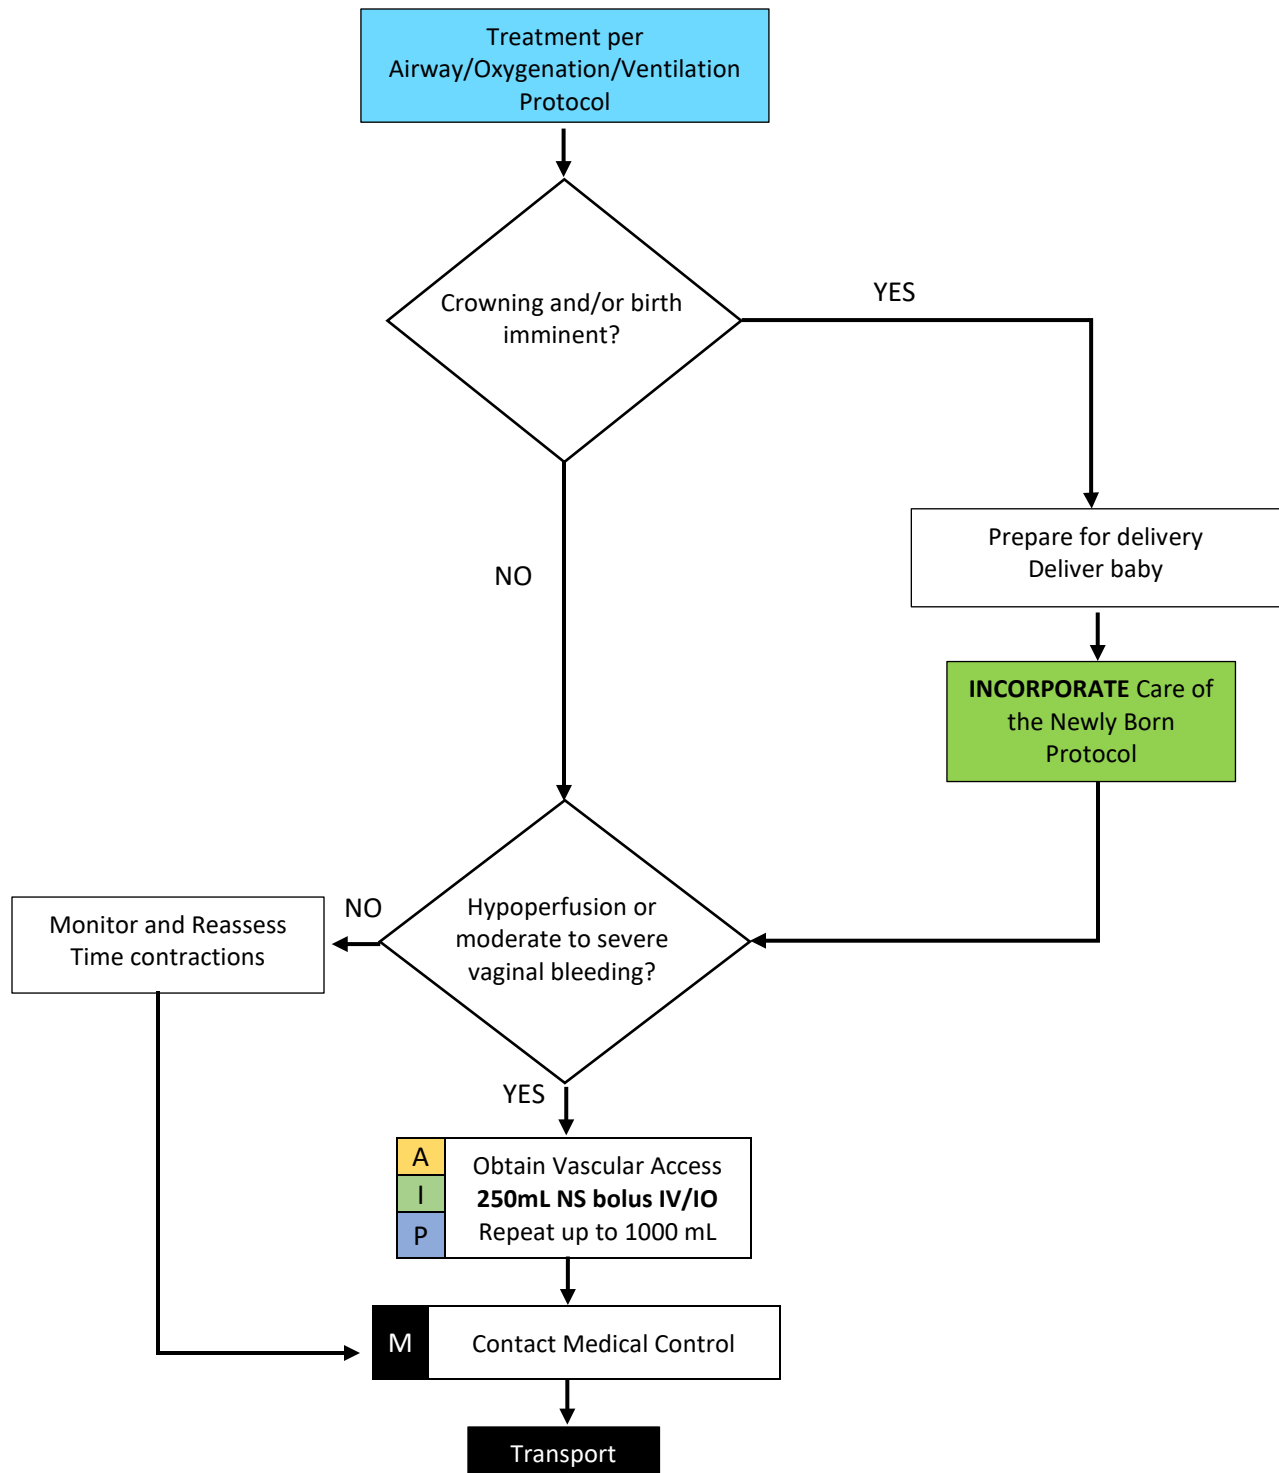 Treatment per
Airway/Oxygenation/Ventilation
Protocol
Crowning and/or birth
imminent?
YES
NO
Prepare for delivery
Deliver baby
INCORPORATE Care of
the Newly Born
Protocol
Hypoperfusion or
moderate to severe
vaginal bleeding?
NO
Monitor and Reassess
Time contractions
YES
A
I
P
Obtain Vascular Access
250mL NS bolus IV/IO
Repeat up to 1000 mL
M
Contact Medical Control
Transport